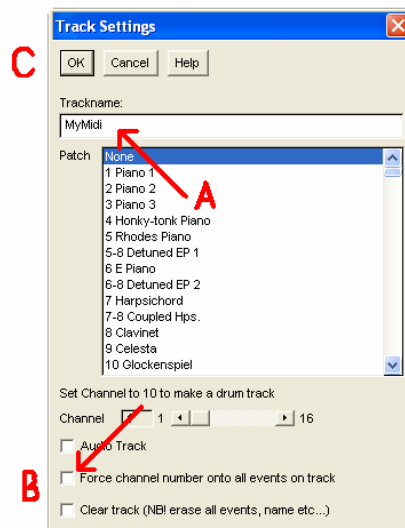 Track Settings
C
OK Cancel Help
Trackname:
MyMidi
Patch None
1 Piano 1
2 Piano 2
3 Piano 3
A
4 Honky-tonk Piano
5 Rhodes Piano
5-8 Detuned EP 1
6 E Piano
6-8 Detuned EP 2
7 Harpsichord
7-8 Coupled Hps.
8 Clavinet
9 Celesta
10 Glockenspiel
Set Channel to 10 to make a drum track
Channel 1 16
Audio Track
B
Force channel number onto all events on track
Clear track (NB! erase all events, name etc...)